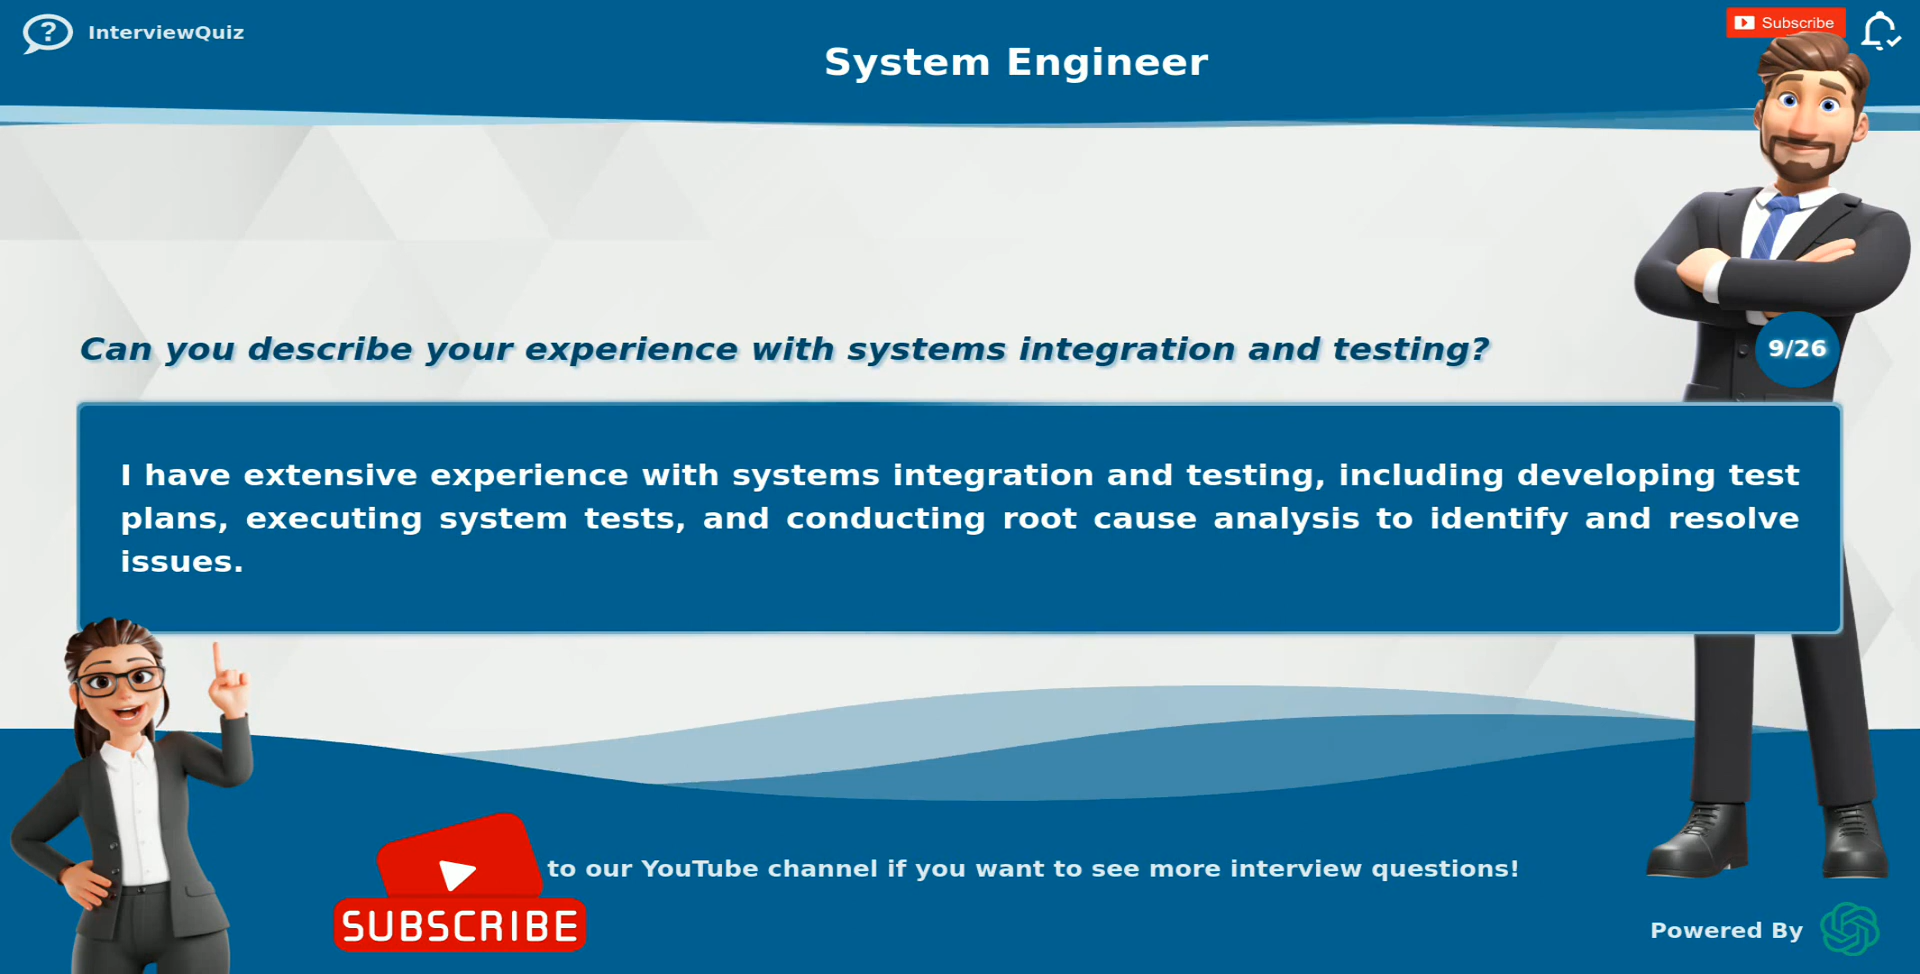 InterviewQuiz
Subscribe
System Engineer
Can you describe your experience with systems integration and testing?
9/26
I have extensive experience with systems integration and testing, including developing test
plans, executing system tests, and conducting root cause analysis to identify and resolve
issues.
to our YouTube channel if you want to see more interview questions!
SUBSCRIBE
Powered By